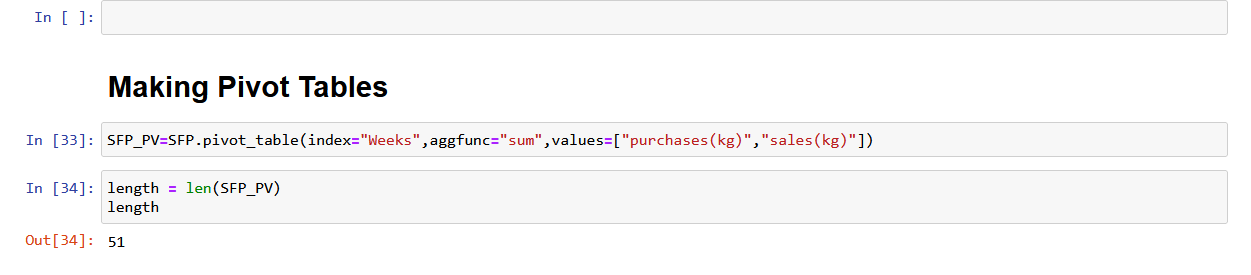 In [ ]:
Making Pivot Tables
In [33]: SFP_PV=SFP.pivot_table(index="Weeks",aggfunc="sum",values=["purchases(kg)","sales(kg)"])
In [34]: length = len(SFP_PV)
length
Out[34]: 51